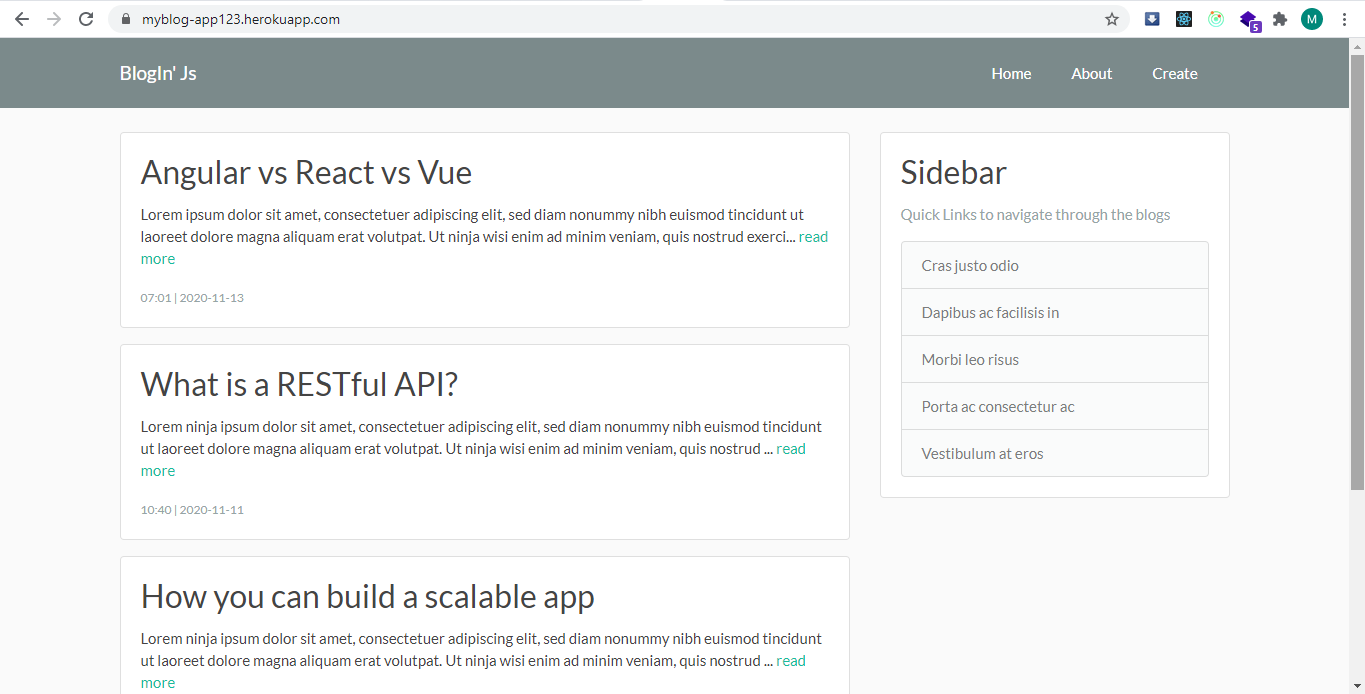 myblog-app123.herokuapp.com
5
M
BlogIn' Js
Home
About
Create
Angular vs React vs Vue
Lorem ipsum dolor sit amet, consectetuer adipiscing elit, sed diam nonummy nibh euismod tincidunt ut
laoreet dolore magna aliquam erat volutpat. Ut ninja wisi enim ad minim veniam, quis nostrud exerci... read
more
07:01 | 2020-11-13
What is a RESTful API?
Lorem ninja ipsum dolor sit amet, consectetuer adipiscing elit, sed diam nonummy nibh euismod tincidunt
ut laoreet dolore magna aliquam erat volutpat. Ut ninja wisi enim ad minim veniam, quis nostrud ... read
more
10:40 | 2020-11-11
How you can build a scalable app
Lorem ninja ipsum dolor sit amet, consectetuer adipiscing elit, sed diam nonummy nibh euismod tincidunt
ut laoreet dolore magna aliquam erat volutpat. Ut ninja wisi enim ad minim veniam, quis nostrud ... read
more
Sidebar
Quick Links to navigate through the blogs
Cras justo odio
Dapibus ac facilisis in
Morbi leo risus
Porta ac consectetur ac
Vestibulum at eros